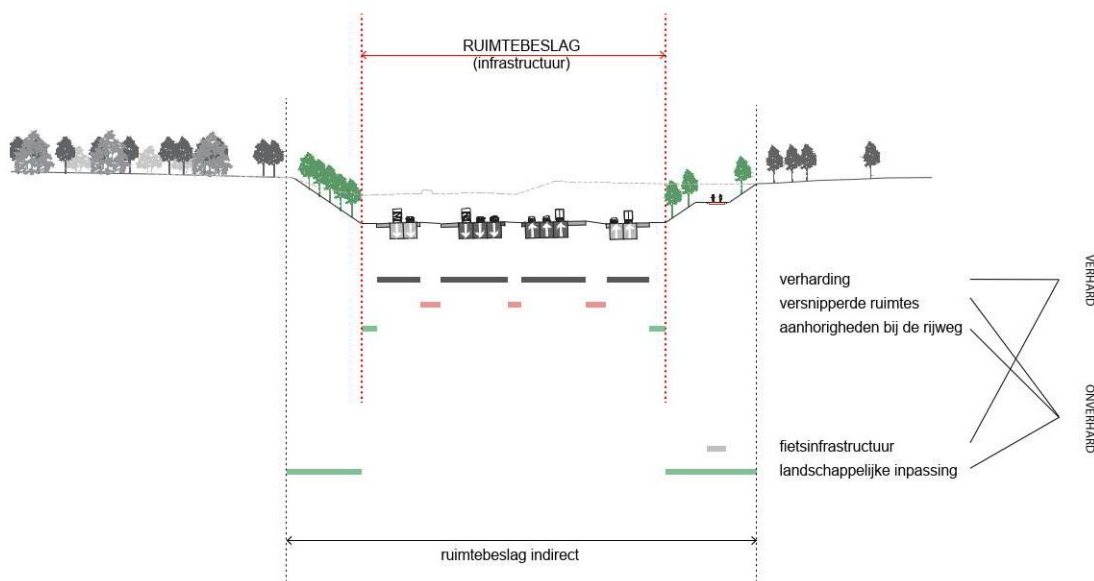 RUIMTEBESLAG
(infrastructuur)
verharding
versnipperde ruimtes
aanhorigheden bij de rijweg
VERHARD
ONVERHARD
fietsinfrastructuur
landschappelijke inpassing
ruimtebeslag indirect